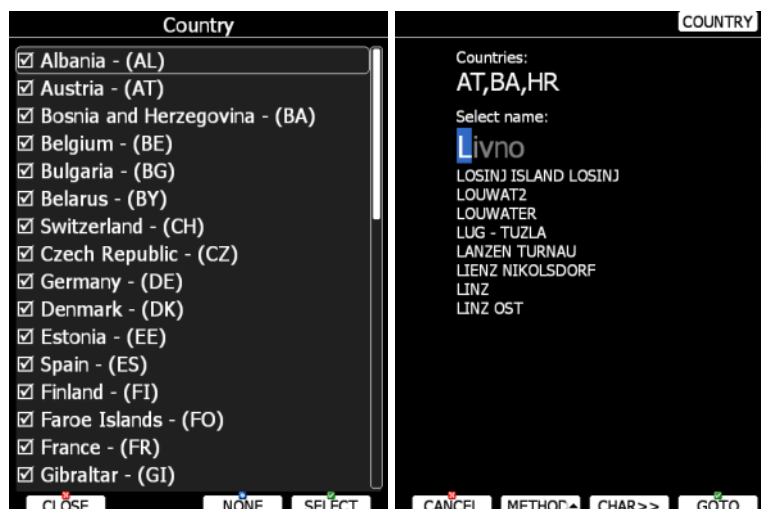 Country
Albania - (AL)
Austria - (AT)
Bosnia and Herzegovina - (BA)
Belgium - (BE)
Bulgaria - (BG)
Belarus - (BY)
Switzerland - (CH)
Czech Republic - (CZ)
Germany - (DE)
Denmark - (DK)
Estonia - (EE)
Spain - (ES)
Finland - (FI)
Faroe Islands - (FO)
France - (FR)
Gibraltar - (GI)
CLOSE NONE SELECT
COUNTRY
Countries:
AT,BA,HR
Select name:
Livno
LOSINJ ISLAND LOSINJ
LOUWAT2
LOUWATER
LUG - TUZLA
LANZEN TURNAU
LIENZ NIKOLSDORF
LINZ
LINZ OST
CANCEL METHOD CHAR>> GOTO